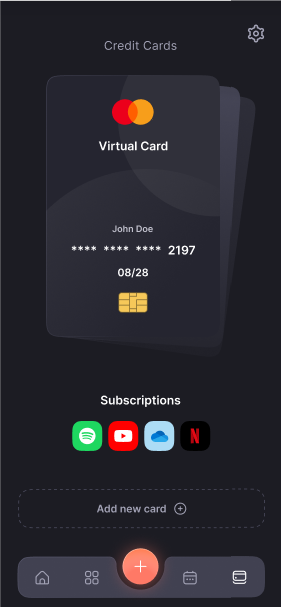 Credit Cards
Virtual Card
John Doe
**** **** **** 2197
08/28
Subscriptions
N
Add new card